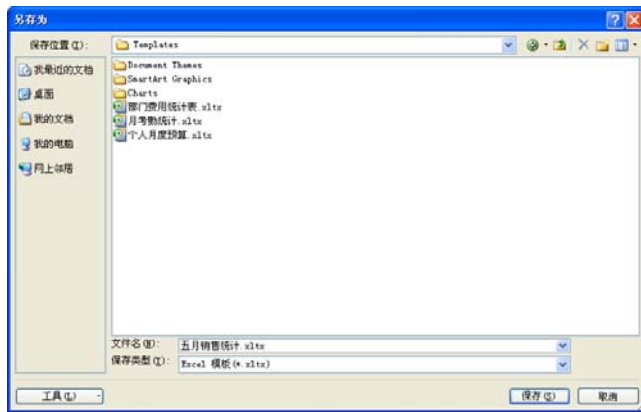 另存为
保存位置(I):
Templates
我最近的文档
桌面
我的文档
我的电脑
网上邻居
Document Themes
SmartArt Graphics
Charts
部门费用统计表.xltx
月考勤统计.xltx
个人月度预算.xltx
文件名(N):
五月销售统计.xltx
保存类型(T):
Excel 模板(*.xltx)
工具(L)
保存(S)
取消